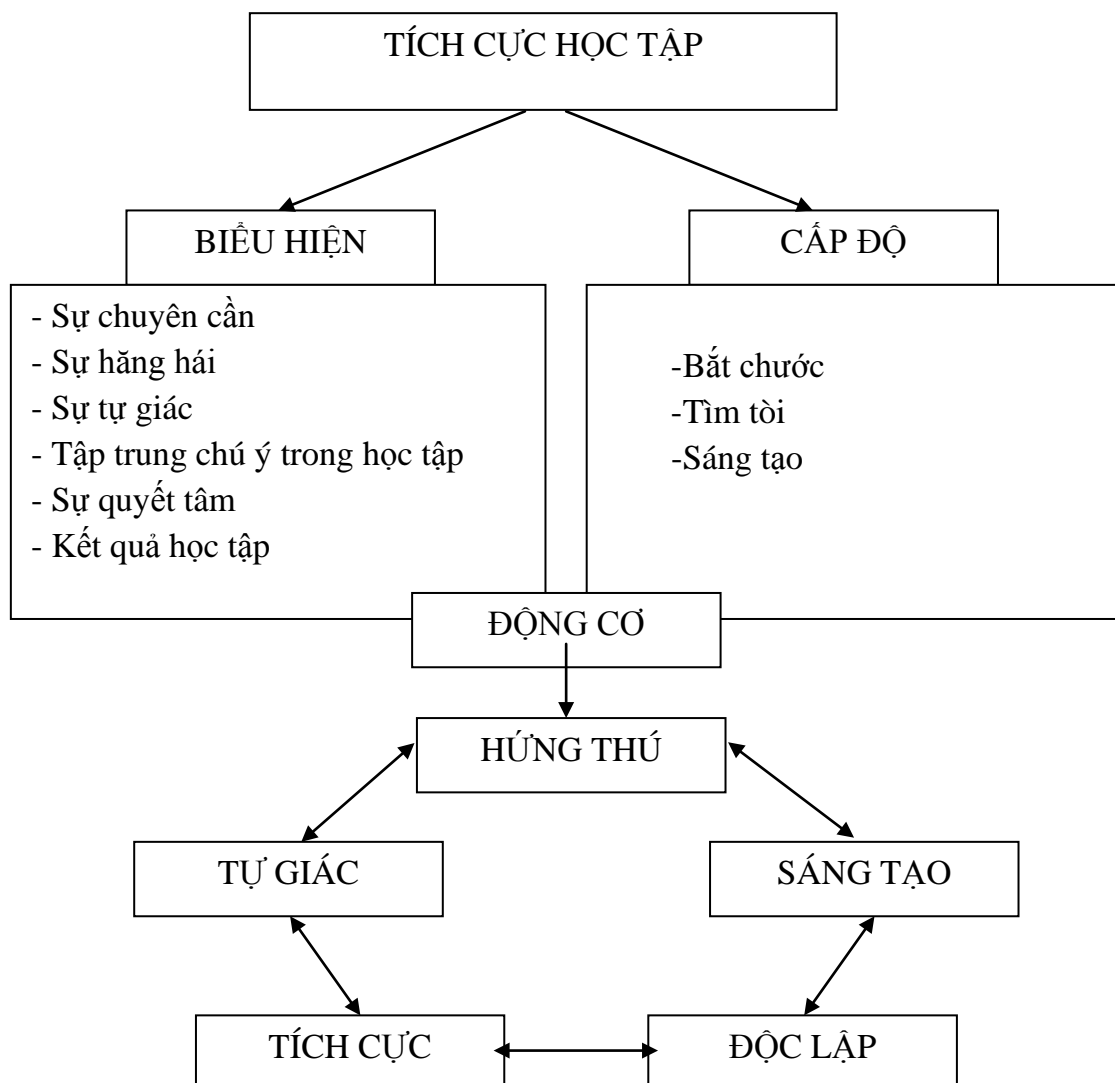 TÍCH CỰC HỌC TẬP
BIỂU HIỆN
- Sự chuyên cần
- Sự hăng hái
- Sự tự giác
- Tập trung chú ý trong học tập
- Sự quyết tâm
- Kết quả học tập
CẤP ĐỘ
-Bắt chước
-Tìm tòi
-Sáng tạo
ĐỘNG CƠ
HỨNG THÚ
TỰ GIÁC
SÁNG TẠO
TÍCH CỰC
ĐỘC LẬP